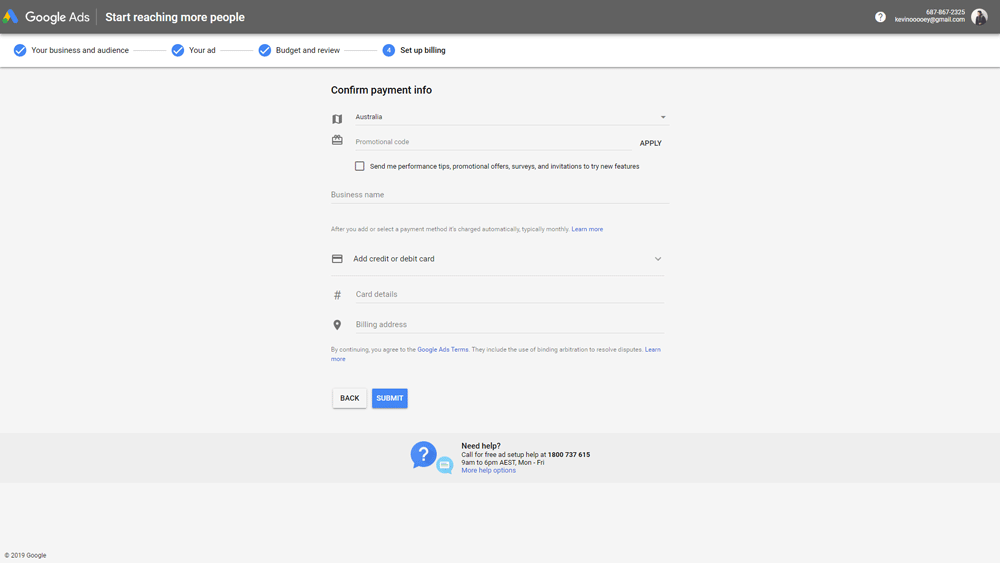 Google Ads Start reaching more people
687-867-2325
kevinooooey@gmail.com
Your business and audience Your ad Budget and review 4 Set up billing
Confirm payment info
Australia
Promotional code APPLY
Send me performance tips, promotional offers, surveys, and invitations to try new features
Business name
After you add or select a payment method it's charged automatically, typically monthly. Learn more
Add credit or debit card
# Card details
Billing address
By continuing, you agree to the Google Ads Terms. They include the use of binding arbitration to resolve disputes. Learn
more
BACK SUBMIT
Need help?
Call for free ad setup help at 1800 737 615
9am to 6pm AEST, Mon - Fri
More help options
© 2019 Google